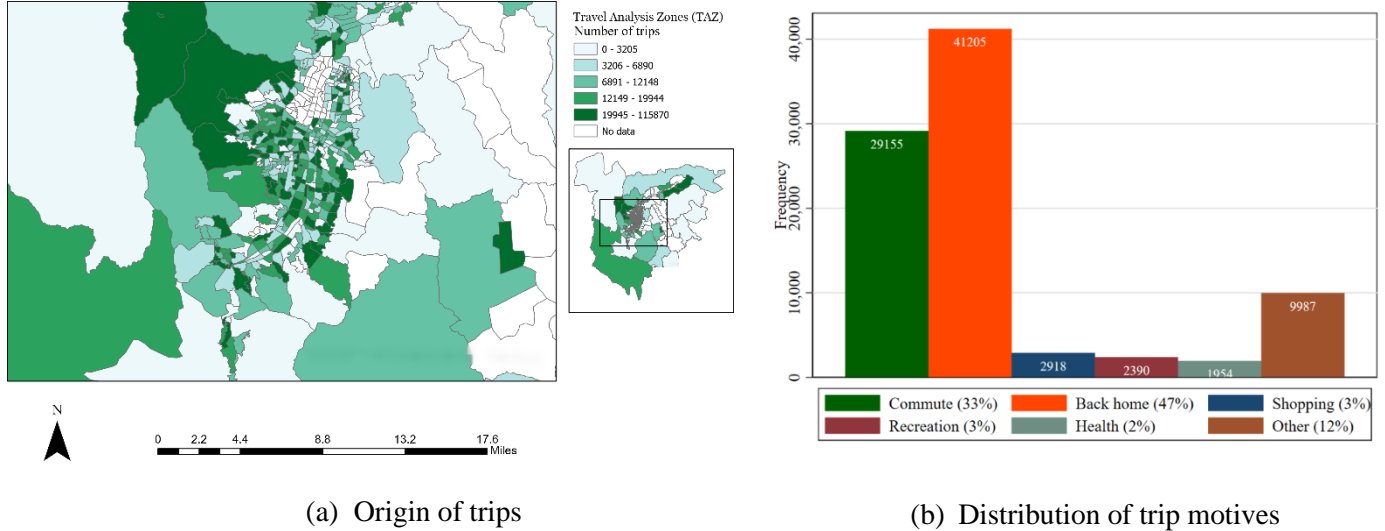 Travel Analysis Zones (TAZ)
Number of trips
0 - 3205
3206 - 6890
6891 - 12148
12149 - 19944
19945 - 115870
No data
N
0 2.2 4.4 8.8 13.2 17.6
Miles
(a) Origin of trips
Frequency
40,000
30,000
20,000
10,000
0
29155
41205
2918
2390
1954
9987
Commute (33%) Back home (47%) Shopping (3%)
Recreation (3%) Health (2%) Other (12%)
(b) Distribution of trip motives